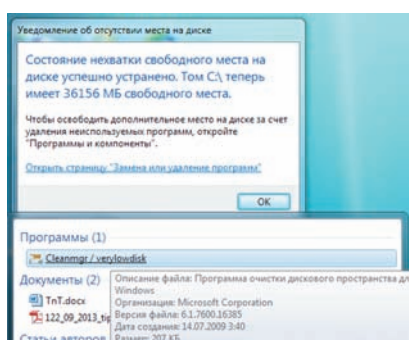 Уведомление об отсутствии места на диске
Состояние нехватки свободного места на
диске успешно устранено. Том C:\ теперь
имеет 36156 МБ свободного места.
Чтобы освободить дополнительное место на диске за счет
удаления неиспользуемых программ, откройте
"Программы и компоненты".
Открыть страницу "Замена или удаление программ"
OK
Программы (1)
Cleanmgr / verylowdisk
Документы (2)
Описание файла: Программа очистки дискового пространства для
Windows
TnT.docx
Организация: Microsoft Corporation
122_09_2013_tip
Версия файла: 6.1.7600.16385
Дата создания: 14.07.2009 3:40
Статьи авторов
Размер: 207 КБ